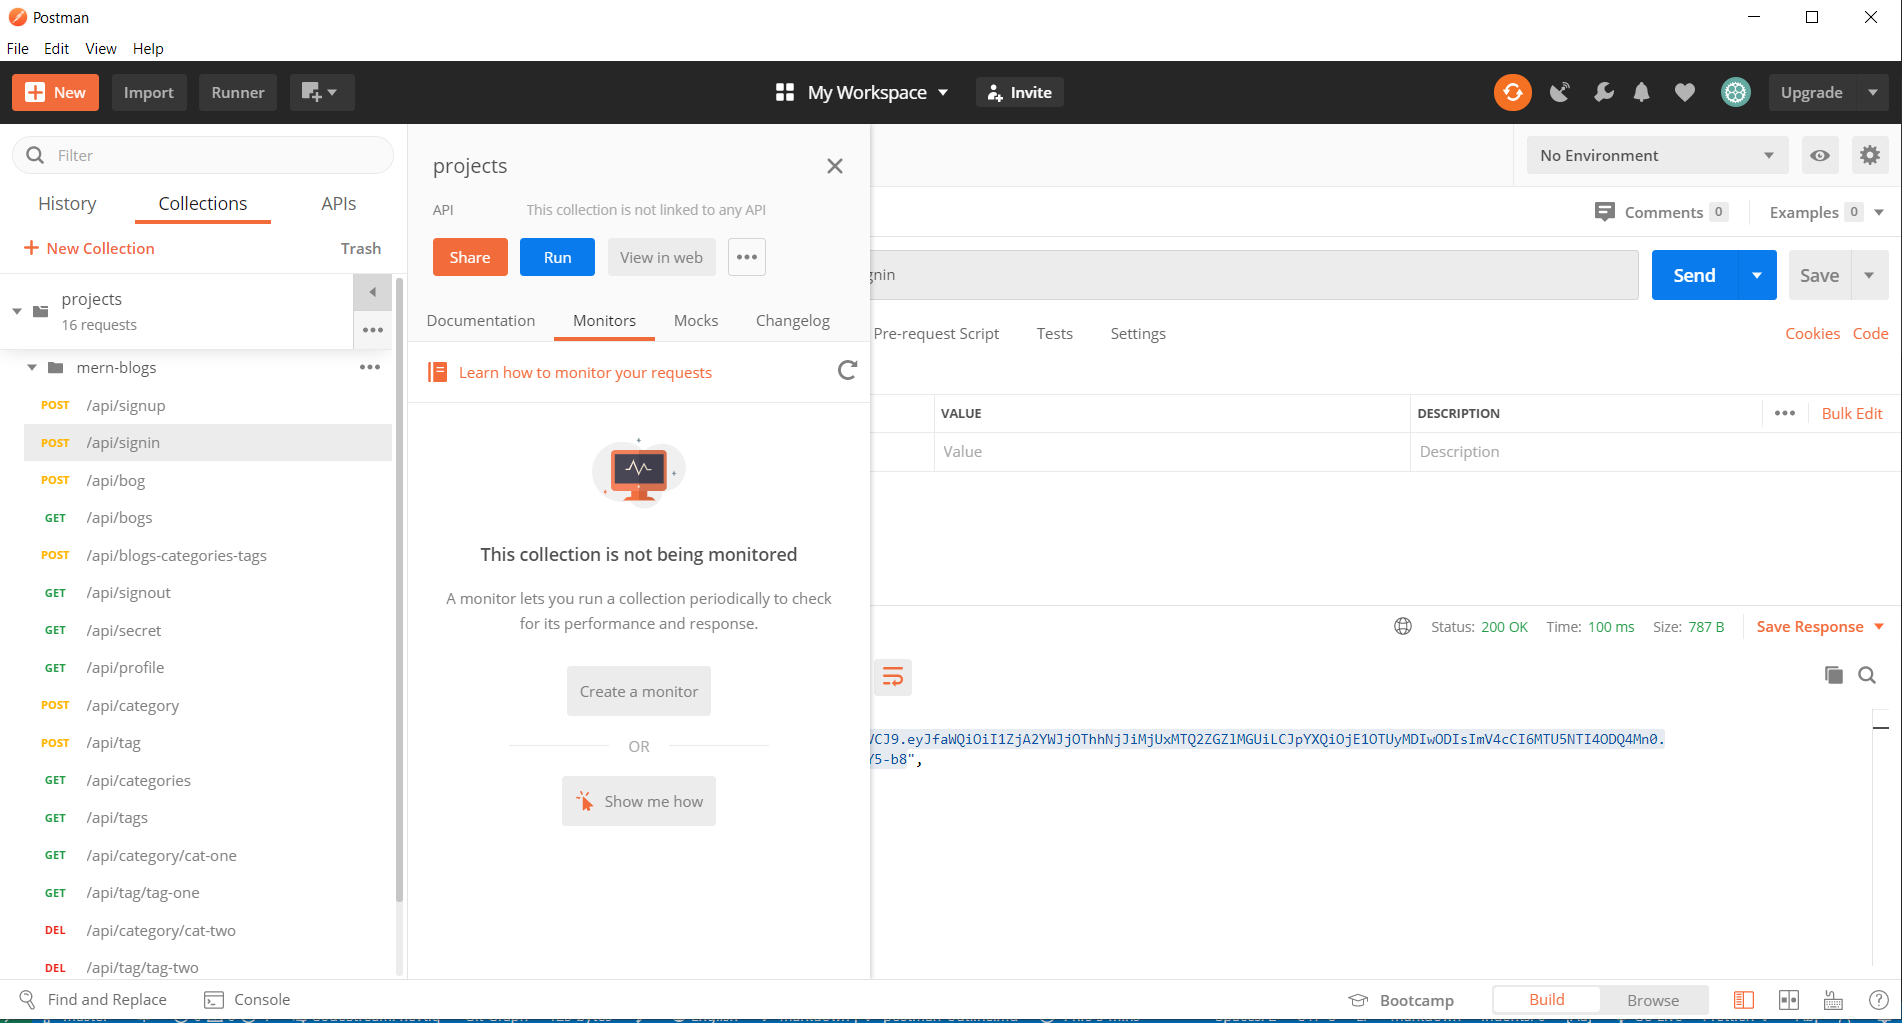 Postman
File Edit View Help
New Import Runner My Workspace Invite Upgrade
Filter
History Collections APIs
New Collection Trash
projects
16 requests
mern-blogs
POST /api/signup
POST /api/signin
POST /api/bog
GET /api/bogs
POST /api/blogs-categories-tags
GET /api/signout
GET /api/secret
GET /api/profile
POST /api/category
POST /api/tag
GET /api/categories
GET /api/tags
GET /api/category/cat-one
GET /api/tag/tag-one
DEL /api/category/cat-two
DEL /api/tag/tag-two
projects
API This collection is not linked to any API
Share Run View in web
Documentation Monitors Mocks Changelog
Learn how to monitor your requests
This collection is not being monitored
A monitor lets you run a collection periodically to check
for its performance and response.
Create a monitor
OR
Show me how
No Environment
Comments 0 Examples 0
gnin Send Save
Pre-request Script Tests Settings Cookies Code
VALUE DESCRIPTION Bulk Edit
Value Description
Status: 200 OK Time: 100 ms Size: 787 B Save Response
VCJ9.eyJfaWQiOiI1ZjA2YWJjOThhNjJiMjUxMTQ2ZGZlMGUiLCJpYXQiOjE1OTUyMDIwODIsImV4cCI6MTU5NTI4ODQ4Mn0.
Y5-b8",
Find and Replace Console Bootcamp Build Browse